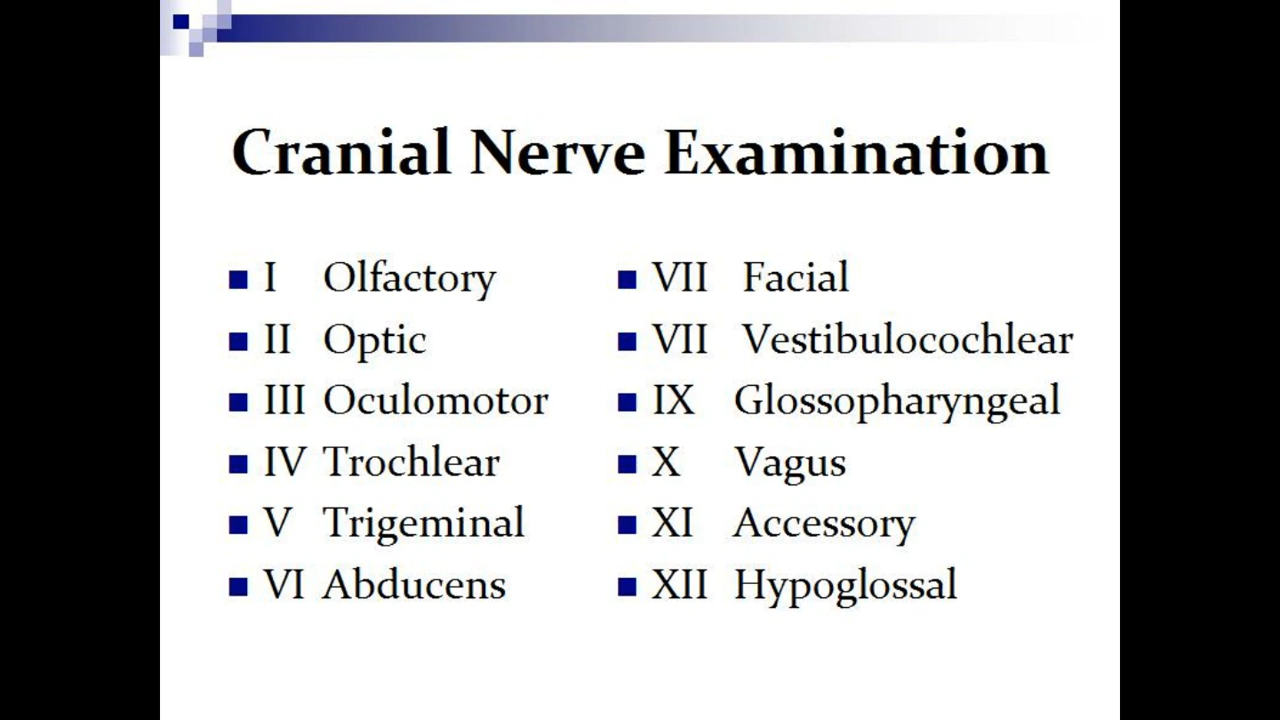 Cranial Nerve Examination
I Olfactory
II Optic
III Oculomotor
IV Trochlear
V Trigeminal
VI Abducens
VII Facial
VII Vestibulocochlear
IX Glossopharyngeal
X Vagus
XI Accessory
XII Hypoglossal